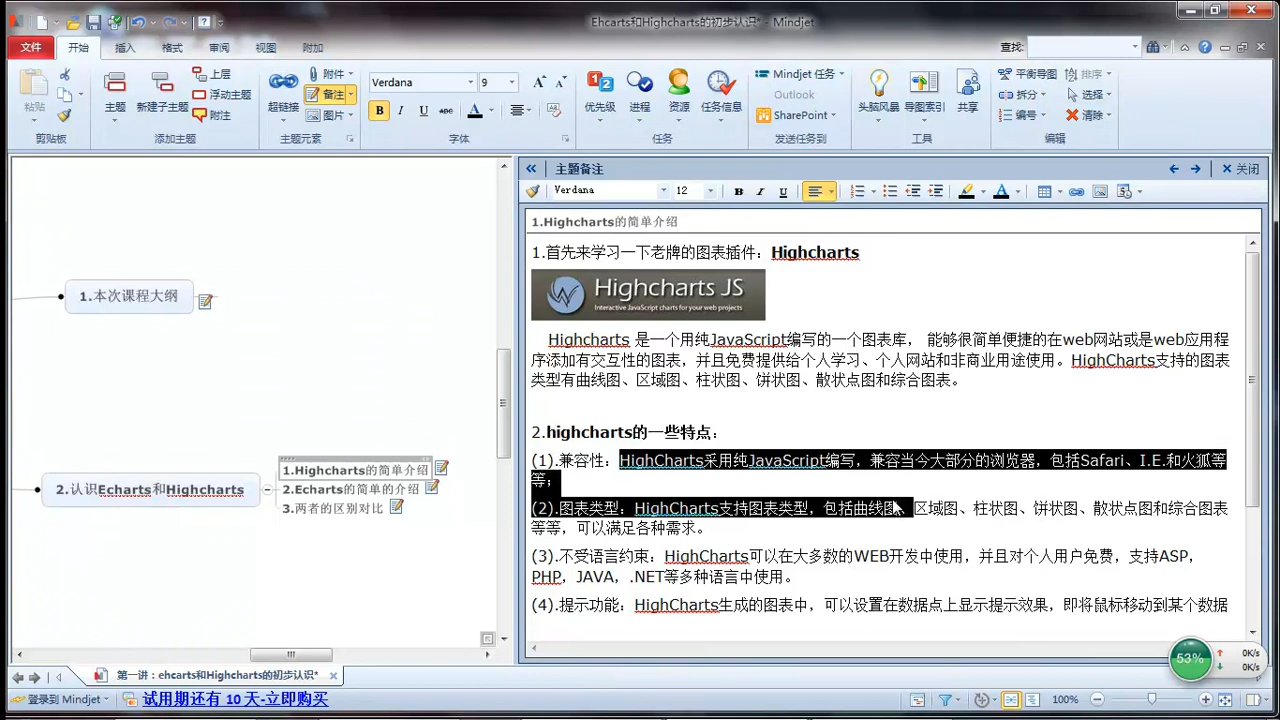 Ehcarts和Highcharts的初步认识* - Mindjet
文件 开始 插入 格式 审阅 视图 附加 查找:
粘贴 主题 新建子主题 上层 浮动主题 附注 超链接 附件 备注 图片
Verdana 9 B I U abc A
优先级 进程 资源 任务信息 Mindjet 任务 Outlook SharePoint
头脑风暴 导图索引 共享 平衡导图 拆分 编号 排序 选择 清除
剪贴板 添加主题 主题元素 字体 任务 发送任务到 工具 编辑
1.本次课程大纲
2.认识Echarts和Highcharts
1.Highcharts的简单介绍
2.Echarts的简单的介绍
3.两者的区别对比
主题备注 关闭
Verdana 12 B I U A
1.Highcharts的简单介绍
1.首先来学习一下老牌的图表插件：Highcharts
Highcharts JS
Interactive JavaScript charts for your web projects
Highcharts 是一个用纯JavaScript编写的一个图表库， 能够很简单便捷的在web网站或是web应用程
序添加有交互性的图表，并且免费提供给个人学习、个人网站和非商业用途使用。HighCharts支持的图表
类型有曲线图、区域图、柱状图、饼状图、散状点图和综合图表。
2.highcharts的一些特点：
(1).兼容性：HighCharts采用纯JavaScript编写，兼容当今大部分的浏览器，包括Safari、I.E.和火狐等
等；
(2).图表类型：HighCharts支持图表类型，包括曲线图、区域图、柱状图、饼状图、散状点图和综合图表
等等，可以满足各种需求。
(3).不受语言约束：HighCharts可以在大多数的WEB开发中使用，并且对个人用户免费，支持ASP，
PHP，JAVA，.NET等多种语言中使用。
(4).提示功能：HighCharts生成的图表中，可以设置在数据点上显示提示效果，即将鼠标移动到某个数据
53% 0K/s
0K/s
第一讲：ehcarts和Highcharts的初步认识*
登录到 Mindjet 试用期还有 10 天-立即购买 100%